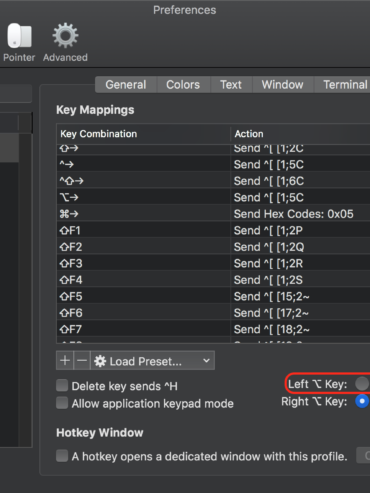 Preferences
Pointer
Advanced
General Colors Text Window Terminal
Key Mappings
Key Combination Action
⇧→ Send ^[ [1;2C
^→ Send ^[ [1;5C
^⇧→ Send ^[ [1;6C
⌥→ Send ^[ [1;5C
⌘→ Send Hex Codes: 0x05
⇧F1 Send ^[ [1;2P
⇧F2 Send ^[ [1;2Q
⇧F3 Send ^[ [1;2R
⇧F4 Send ^[ [1;2S
⇧F5 Send ^[ [15;2~
⇧F6 Send ^[ [17;2~
⇧F7 Send ^[ [18;2~
+ − Load Preset...
Delete key sends ^H
Left ⌥ Key:
Allow application keypad mode
Right ⌥ Key:
Hotkey Window
A hotkey opens a dedicated window with this profile.